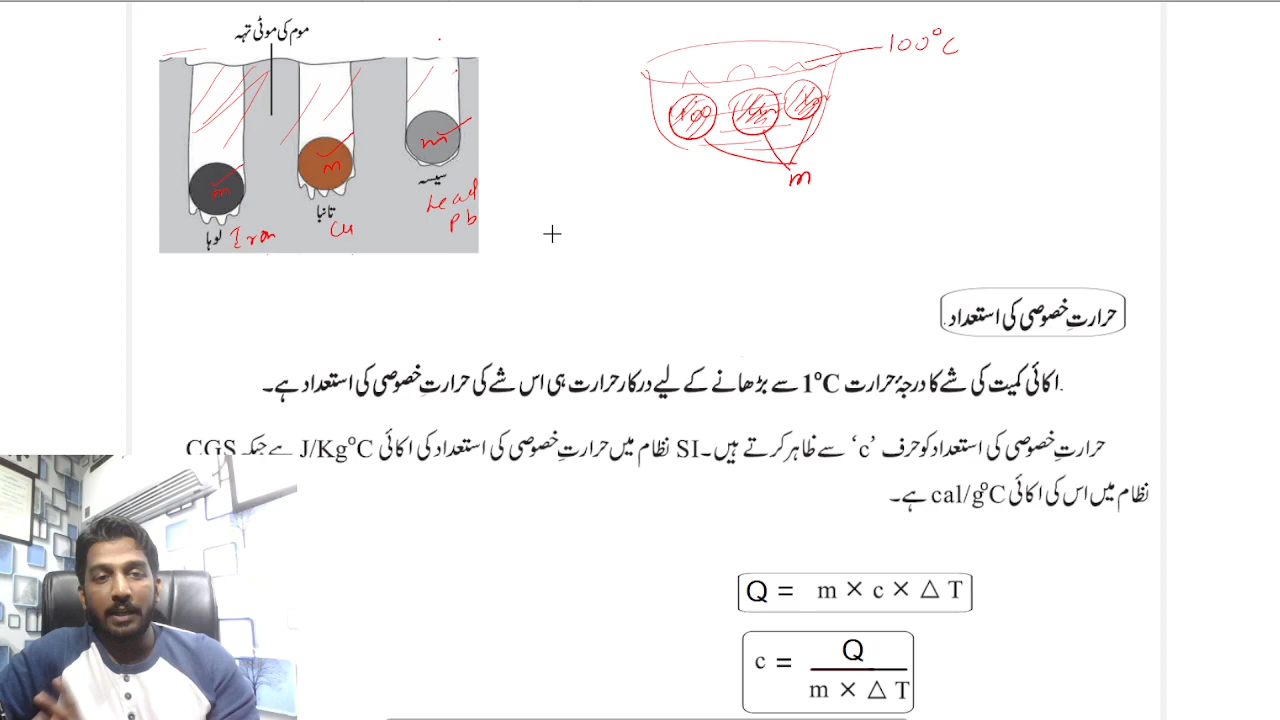 موم کی موٹی تہہ
100°C
m
m
m
m
لوہا
Iron
تانبا
Cu
سیسہ
Lead
Pb
حرارتِ خصوصی کی استعداد
اکائی کمیت کی شے کا درجۂ حرارت 1°C سے بڑھانے کے لیے درکار حرارت ہی اس شے کی حرارتِ خصوصی کی استعداد ہے۔
حرارتِ خصوصی کی استعداد کو حرف ’c‘ سے ظاہر کرتے ہیں۔ SI نظام میں حرارتِ خصوصی کی استعداد کی اکائی J/Kg°C ہے جبکہ CGS
نظام میں اس کی اکائی cal/g°C ہے۔
Q = m × c × △ T
c = Q / m × △ T